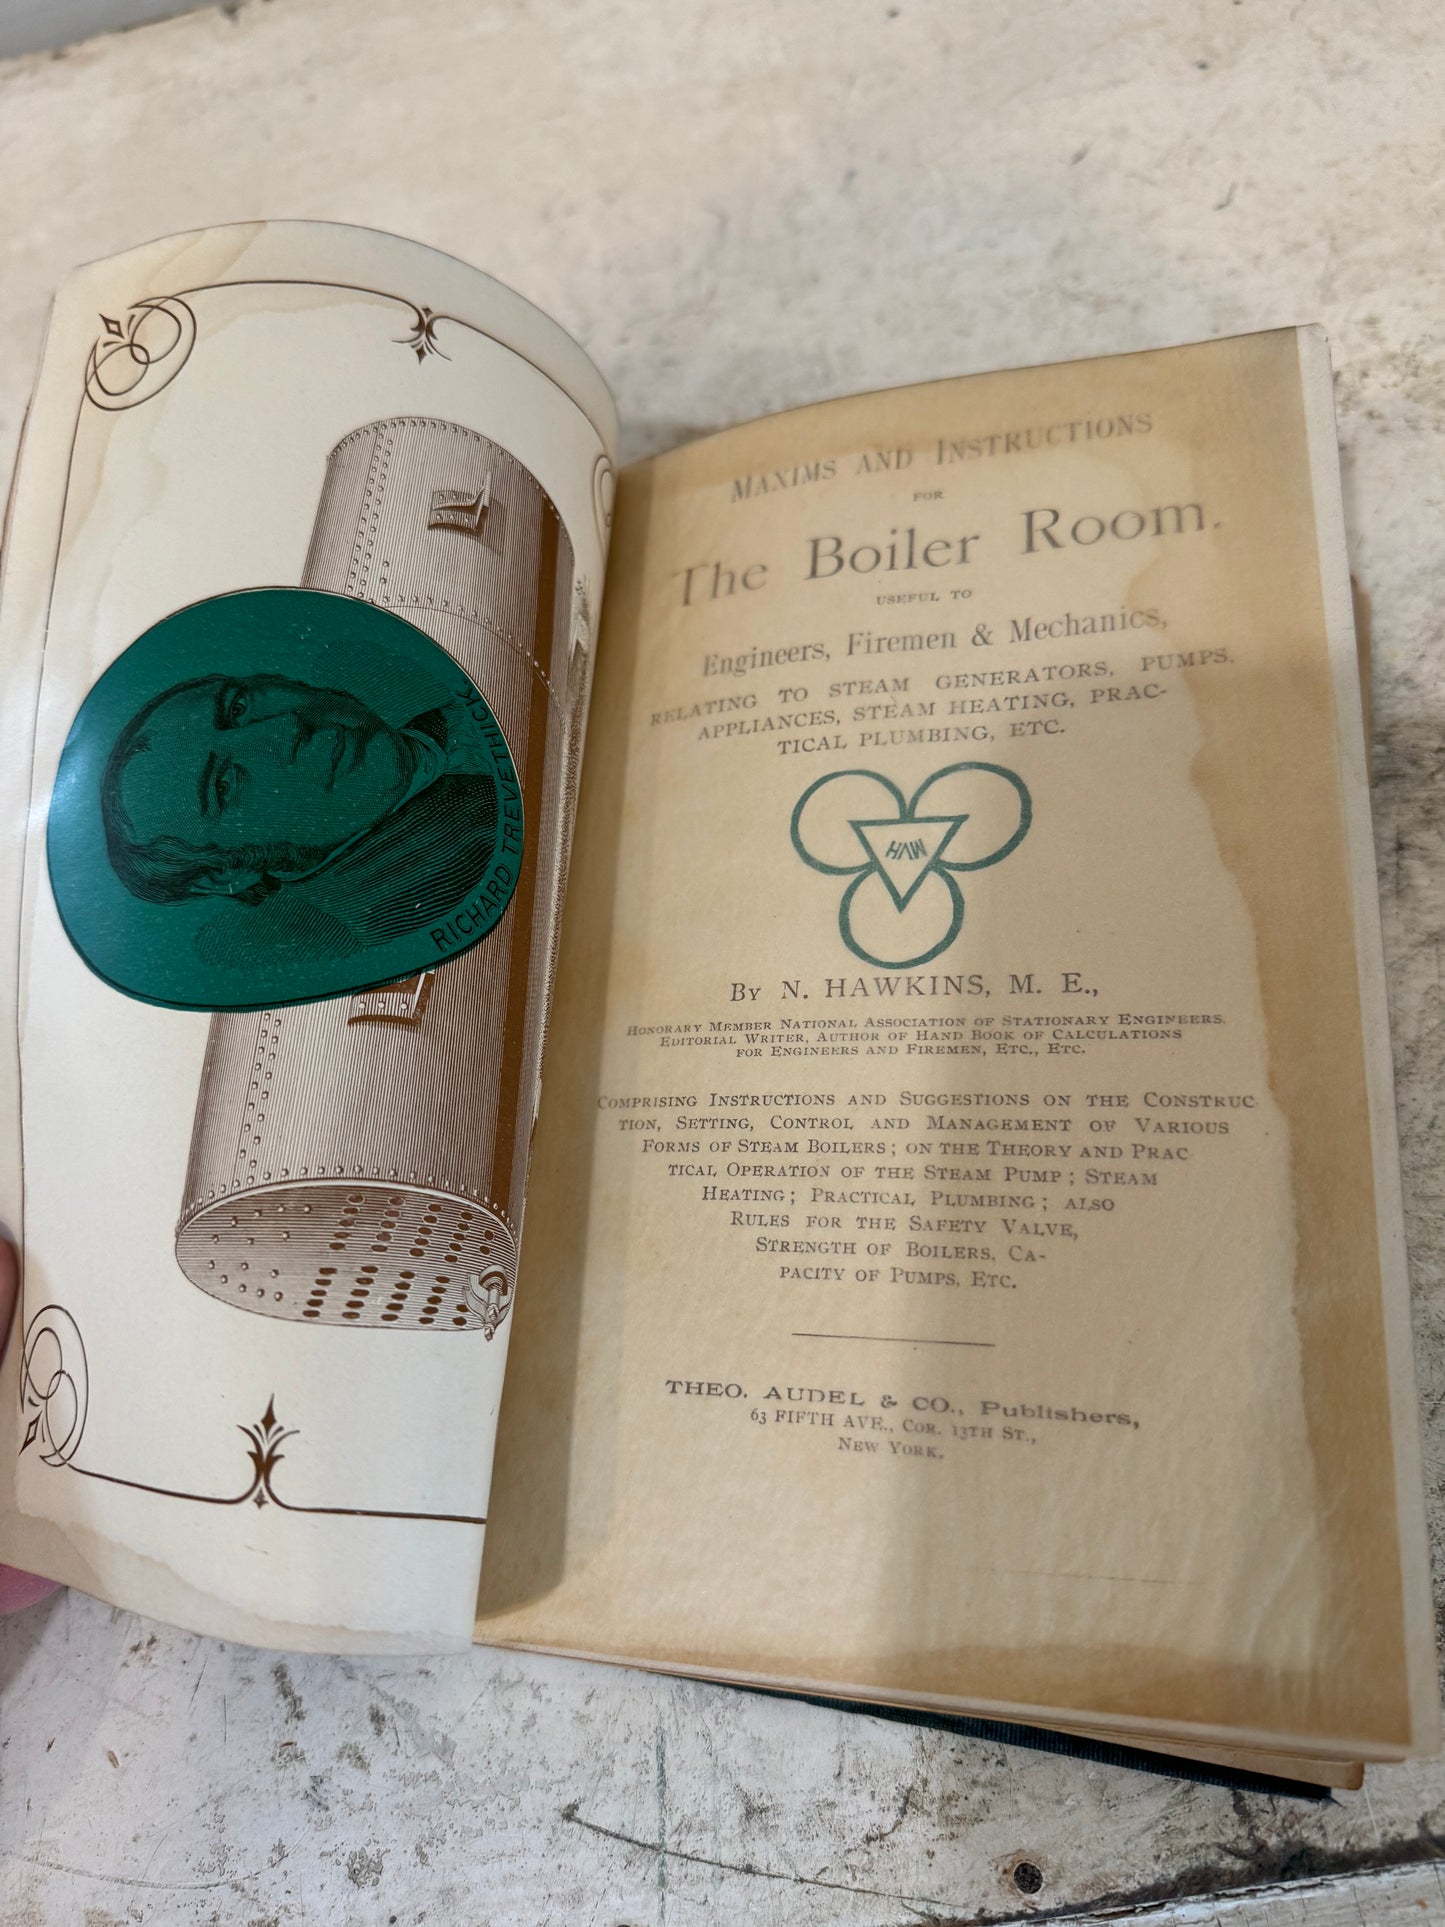 RICHARD TREVETHICK
MAXIMS AND INSTRUCTIONS
FOR
The Boiler Room.
USEFUL TO
Engineers, Firemen & Mechanics,
RELATING TO STEAM GENERATORS, PUMPS,
APPLIANCES, STEAM HEATING, PRAC-
TICAL PLUMBING, ETC.
BY N. HAWKINS, M. E.,
HONORARY MEMBER NATIONAL ASSOCIATION OF STATIONARY ENGINEERS,
EDITORIAL WRITER, AUTHOR OF HAND BOOK OF CALCULATIONS
FOR ENGINEERS AND FIREMEN, ETC., ETC.
COMPRISING INSTRUCTIONS AND SUGGESTIONS ON THE CONSTRUC
TION, SETTING, CONTROL AND MANAGEMENT OF VARIOUS
FORMS OF STEAM BOILERS; ON THE THEORY AND PRAC
TICAL OPERATION OF THE STEAM PUMP; STEAM
HEATING; PRACTICAL PLUMBING; ALSO
RULES FOR THE SAFETY VALVE,
STRENGTH OF BOILERS, CA-
PACITY OF PUMPS, ETC.
THEO. AUDEL & CO., Publishers,
63 FIFTH AVE., COR. 13TH ST.,
NEW YORK.